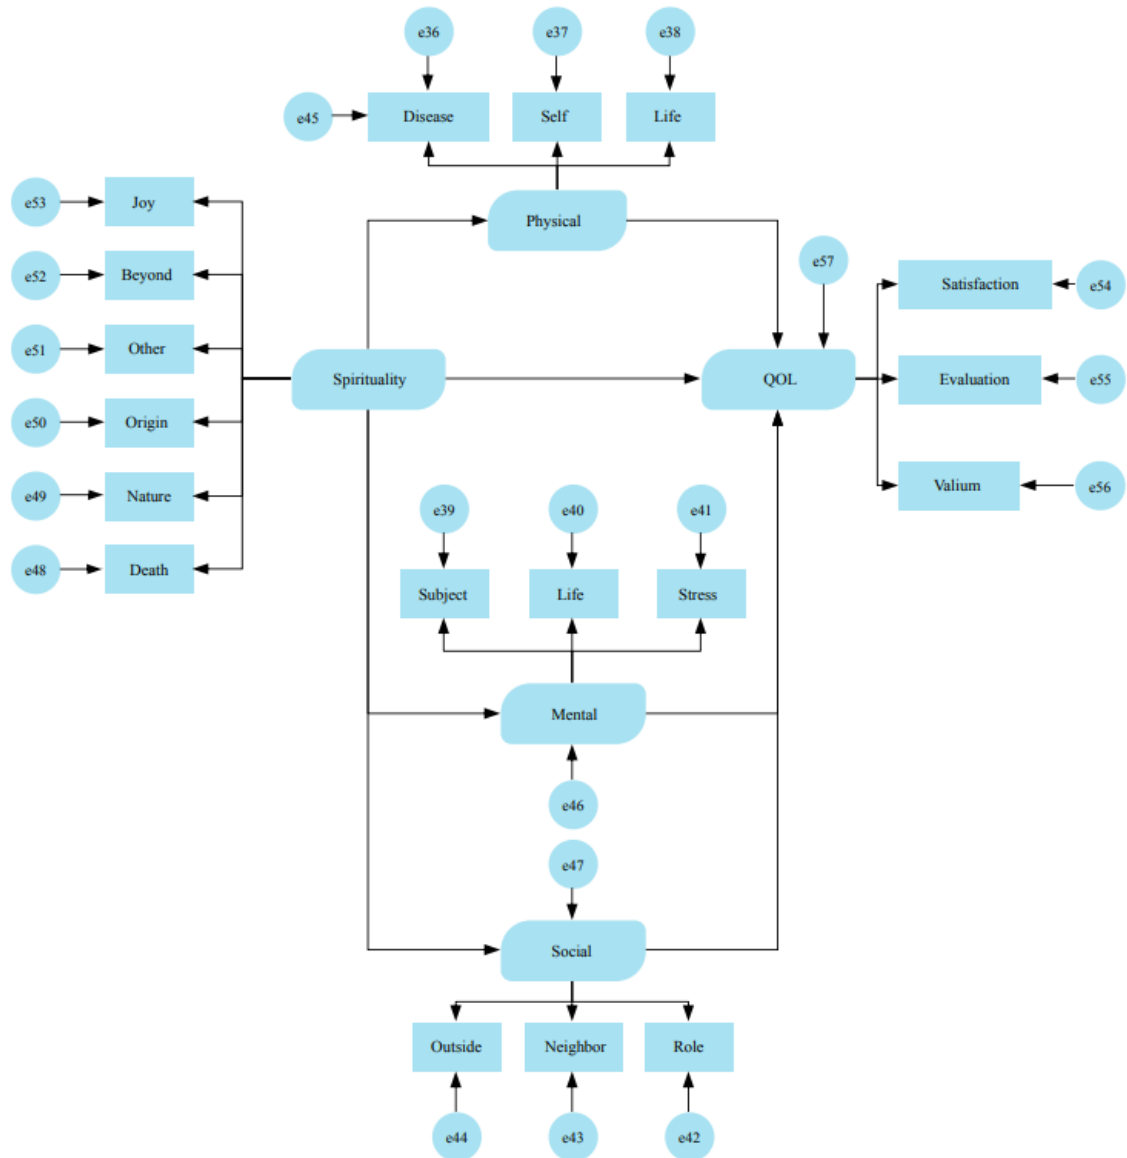 e36
e37
e38
e45
Disease
Self
Life
e53
Joy
Physical
e52
Beyond
e57
Satisfaction
e54
e51
Other
Spirituality
QOL
Evaluation
e55
e50
Origin
e49
Nature
Valium
e56
e39
e40
e41
e48
Death
Subject
Life
Stress
Mental
e46
e47
Social
Outside
Neighbor
Role
e44
e43
e42